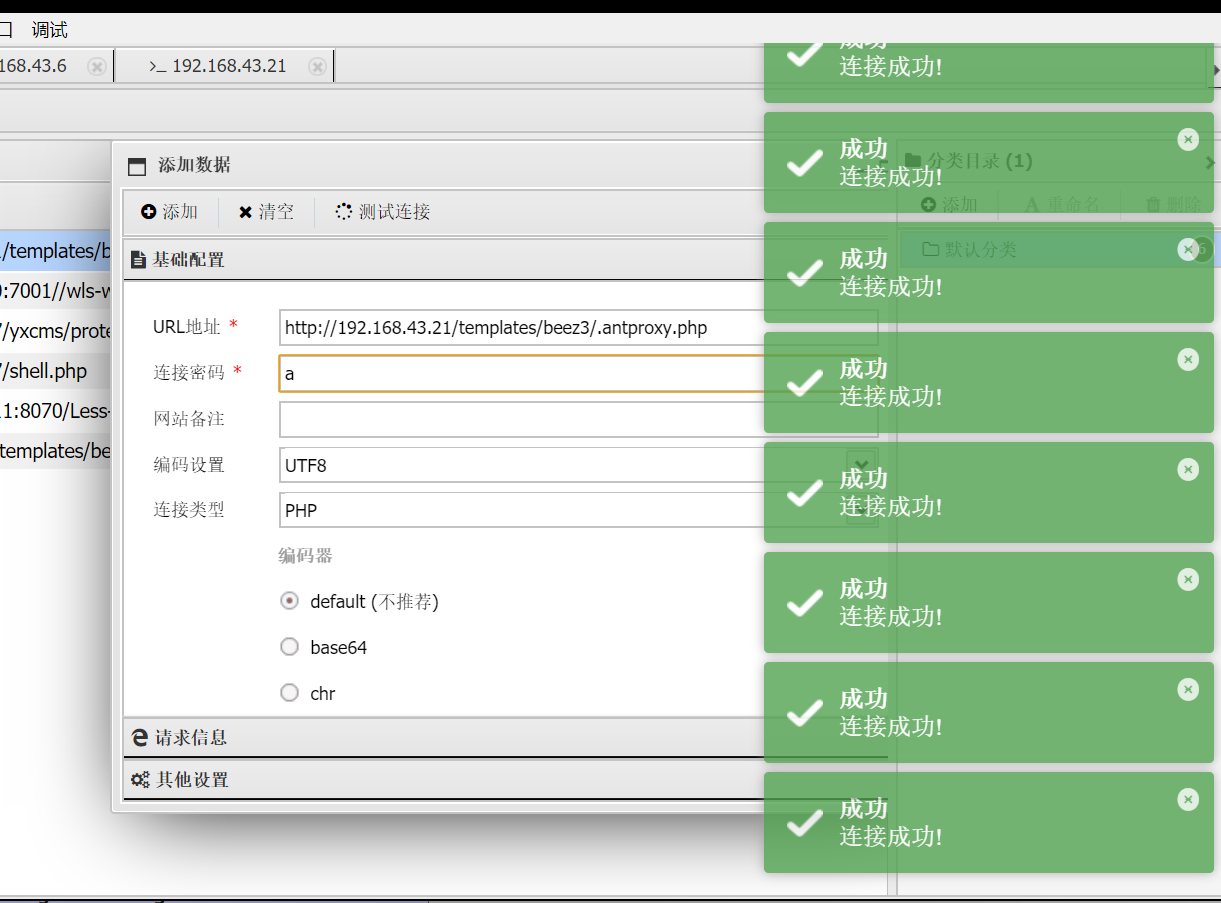 调试
168.43.6
>_ 192.168.43.21
成功
连接成功!
添加数据
添加 清空 测试连接
基础配置
URL地址 *
http://192.168.43.21/templates/beez3/.antproxy.php
连接密码 *
a
网站备注
编码设置
UTF8
连接类型
PHP
编码器
default (不推荐)
base64
chr
请求信息
其他设置
/templates/b
:7001//wls-w
/yxcms/prote
/shell.php
1:8070/Less-
templates/be
分类目录 (1)
添加 重命名 删除
默认分类
6
成功
连接成功!
成功
连接成功!
成功
连接成功!
成功
连接成功!
成功
连接成功!
成功
连接成功!
成功
连接成功!